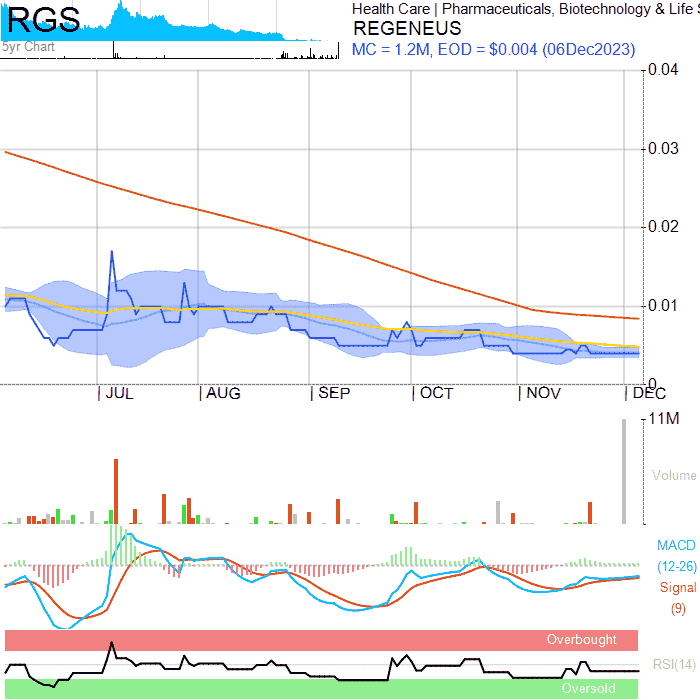 RGS
5yr Chart
Health Care | Pharmaceuticals, Biotechnology & Life S
REGENEUS
MC = 1.2M, EOD = $0.004 (06Dec2023)
0.04
0.03
0.02
0.01
0
JUL AUG SEP OCT NOV DEC
11M
Volume
MACD
(12-26)
Signal
(9)
Overbought
RSI(14)
Oversold